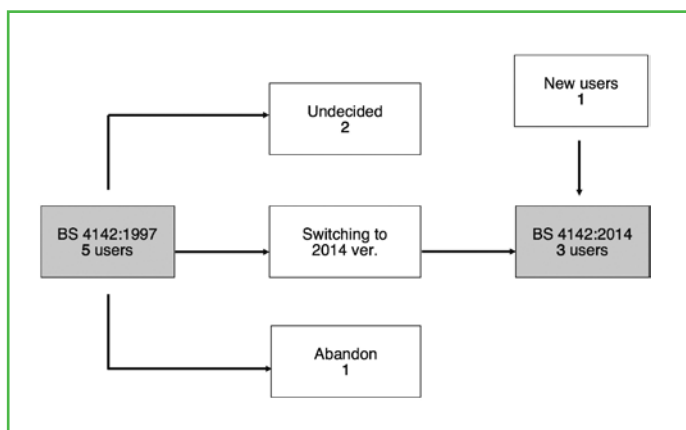 New users
1
Undecided
2
BS 4142:1997
5 users
Switching to
2014 ver.
BS 4142:2014
3 users
Abandon
1